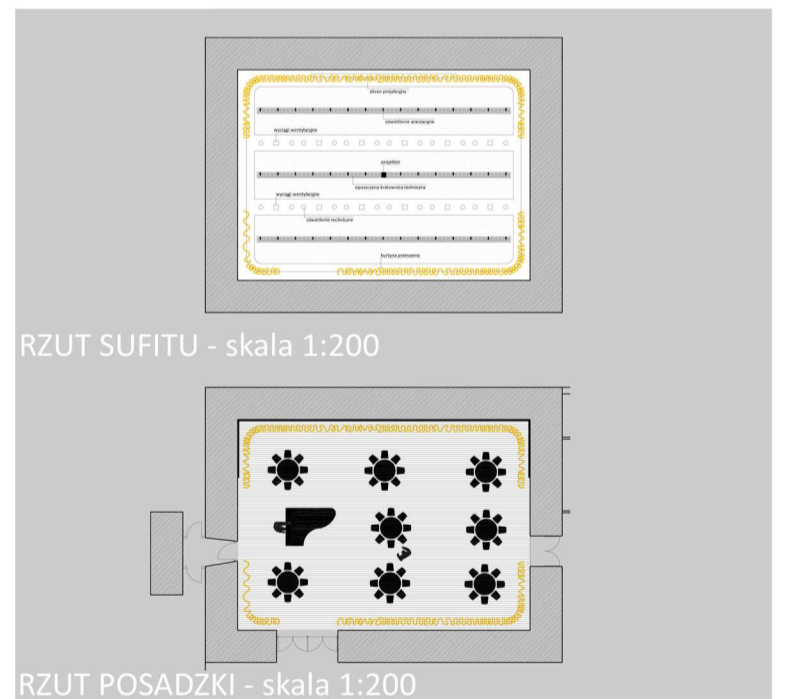 ekran projekcyjny
oświetlenie aranżacyjne
wyciągi wentylacyjne
projektor
opuszczana kratownica techniczna
wyciągi wentylacyjne
oświetlenie techniczne
kurtyna przesuwna
RZUT SUFITU - skala 1:200
RZUT POSADZKI - skala 1:200